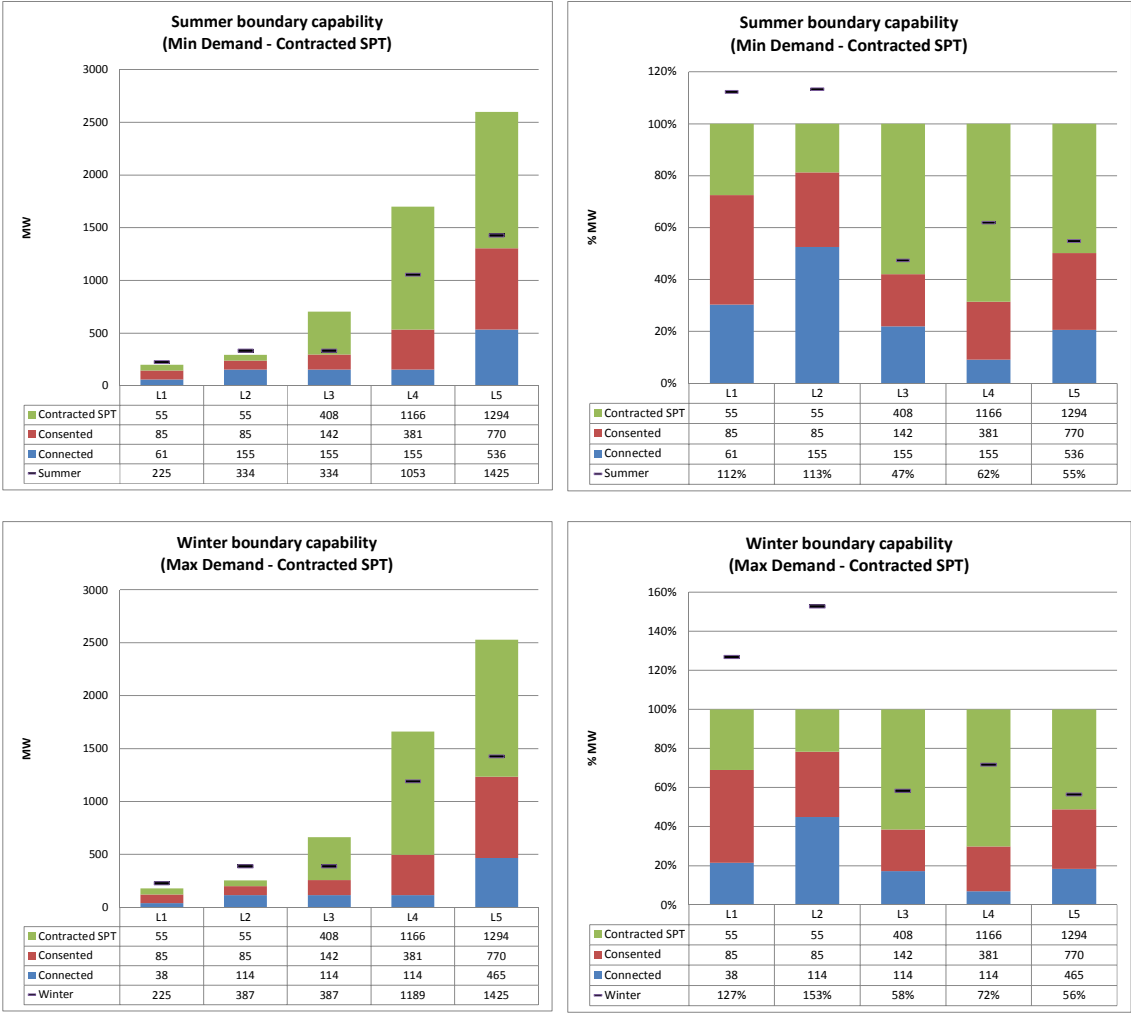 Summer boundary capability
(Min Demand - Contracted SPT)
3000
2500
2000
1500
1000
500
0
MW
L1 L2 L3 L4 L5
Contracted SPT 55 55 408 1166 1294
Consented 85 85 142 381 770
Connected 61 155 155 155 536
Summer 225 334 334 1053 1425
Summer boundary capability
(Min Demand - Contracted SPT)
120%
100%
80%
60%
40%
20%
0%
% MW
L1 L2 L3 L4 L5
Contracted SPT 55 55 408 1166 1294
Consented 85 85 142 381 770
Connected 61 155 155 155 536
Summer 112% 113% 47% 62% 55%
Winter boundary capability
(Max Demand - Contracted SPT)
3000
2500
2000
1500
1000
500
0
MW
L1 L2 L3 L4 L5
Contracted SPT 55 55 408 1166 1294
Consented 85 85 142 381 770
Connected 38 114 114 114 465
Winter 225 387 387 1189 1425
Winter boundary capability
(Max Demand - Contracted SPT)
160%
140%
120%
100%
80%
60%
40%
20%
0%
% MW
L1 L2 L3 L4 L5
Contracted SPT 55 55 408 1166 1294
Consented 85 85 142 381 770
Connected 38 114 114 114 465
Winter 127% 153% 58% 72% 56%